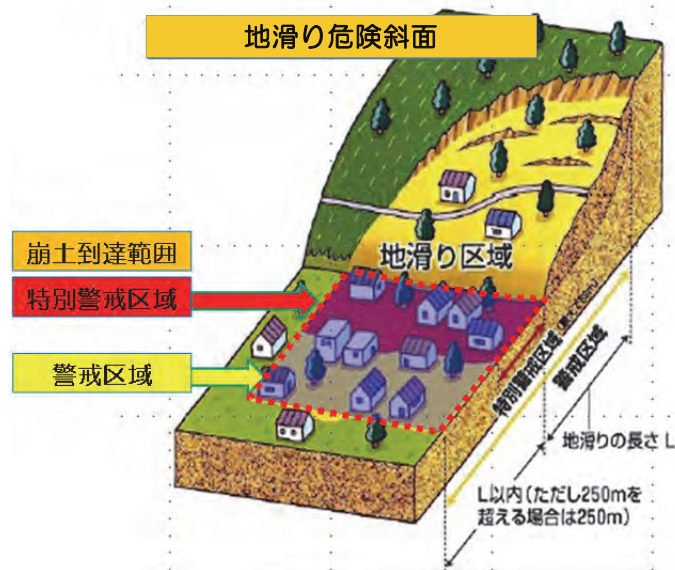 地滑り危険斜面
崩土到達範囲
特別警戒区域
警戒区域
地滑り区域
特別警戒区域
警戒区域
地滑りの長さ L
L以内(ただし250mを
超える場合は250m)